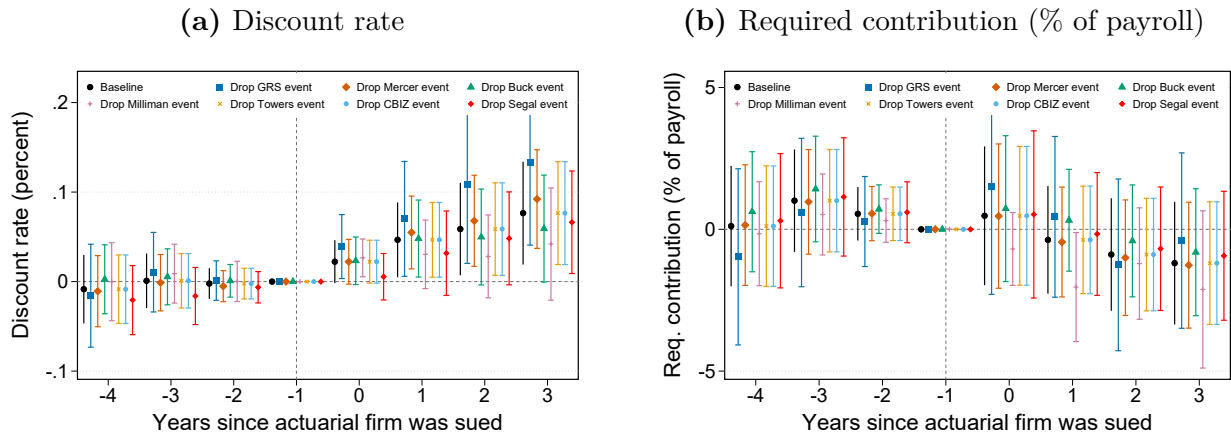 (a) Discount rate
Discount rate (percent)
.2
.1
0
-.1
Baseline
Drop GRS event
Drop Mercer event
Drop Buck event
Drop Milliman event
Drop Towers event
Drop CBIZ event
Drop Segal event
-4 -3 -2 -1 0 1 2 3
Years since actuarial firm was sued
(b) Required contribution (% of payroll)
Req. contribution (% of payroll)
5
0
-5
Baseline
Drop GRS event
Drop Mercer event
Drop Buck event
Drop Milliman event
Drop Towers event
Drop CBIZ event
Drop Segal event
-4 -3 -2 -1 0 1 2 3
Years since actuarial firm was sued